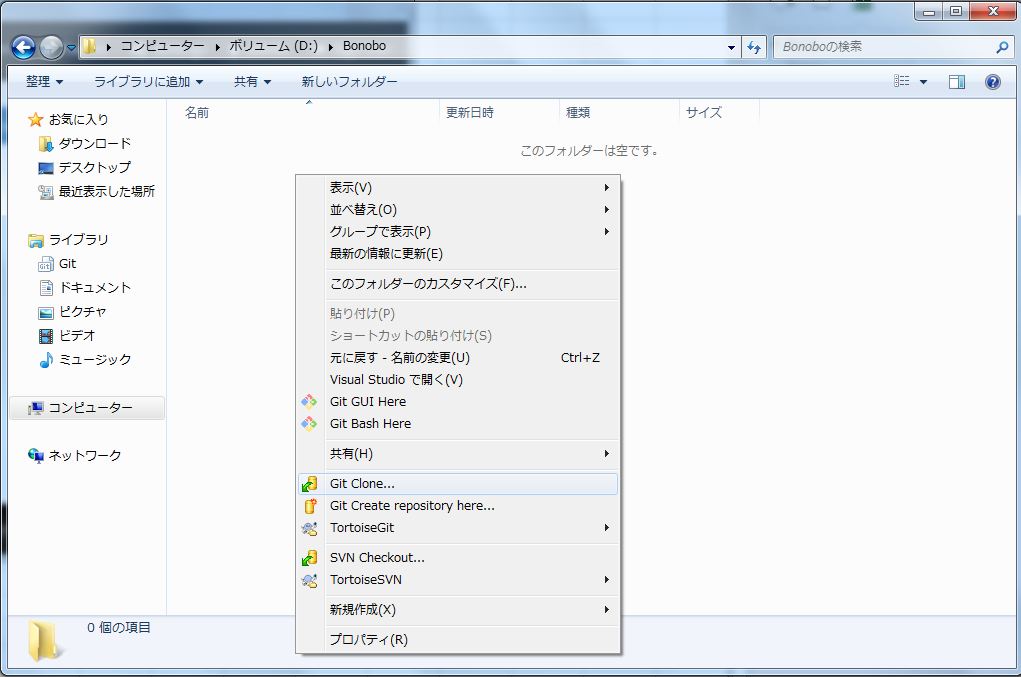 コンピューター ▸ ボリューム (D:) ▸ Bonobo
Bonoboの検索
整理 ライブラリに追加 共有 新しいフォルダー
名前 更新日時 種類 サイズ
このフォルダーは空です。
お気に入り
ダウンロード
デスクトップ
最近表示した場所
ライブラリ
Git
ドキュメント
ピクチャ
ビデオ
ミュージック
コンピューター
ネットワーク
表示(V)
並べ替え(O)
グループで表示(P)
最新の情報に更新(E)
このフォルダーのカスタマイズ(F)...
貼り付け(P)
ショートカットの貼り付け(S)
元に戻す - 名前の変更(U) Ctrl+Z
Visual Studio で開く(V)
Git GUI Here
Git Bash Here
共有(H)
Git Clone...
Git Create repository here...
TortoiseGit
SVN Checkout...
TortoiseSVN
新規作成(X)
プロパティ(R)
0 個の項目